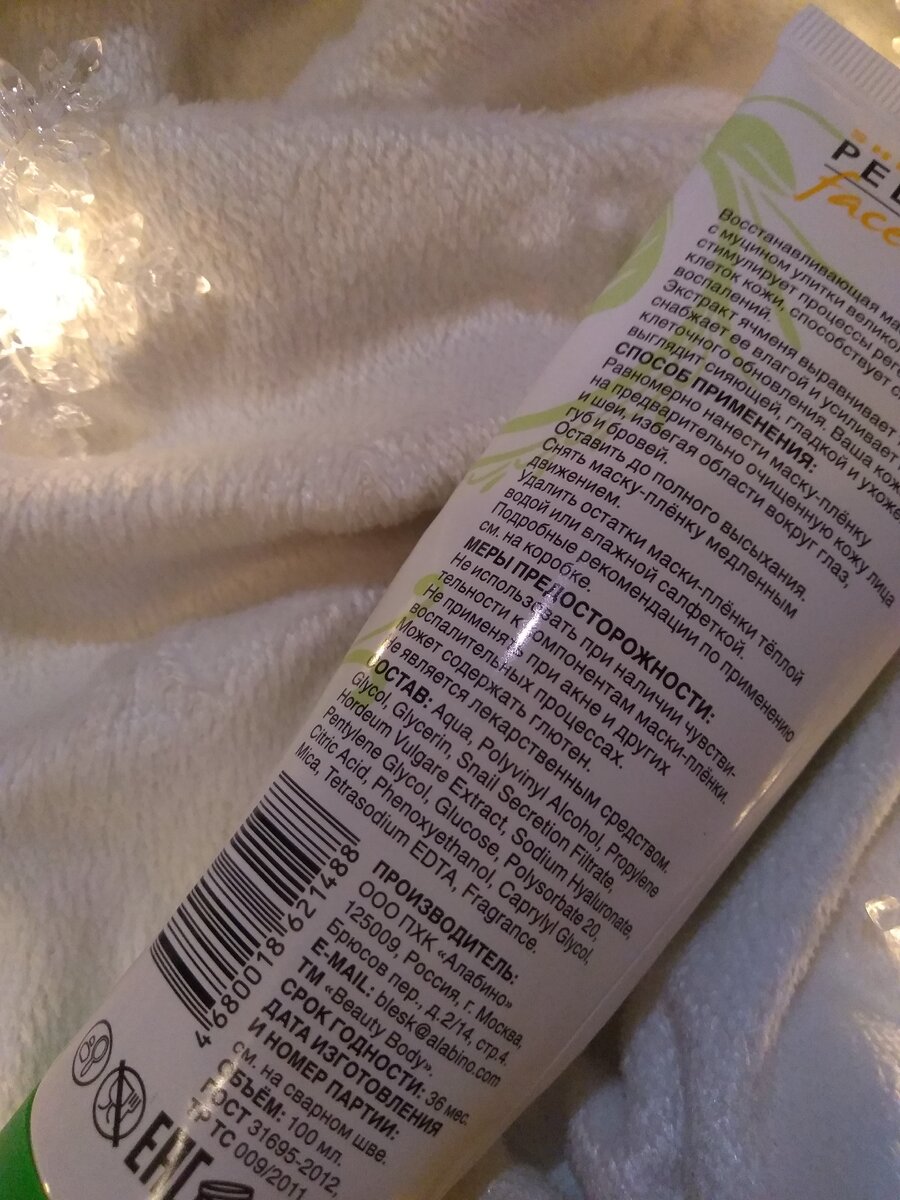 face
Восстанавливающая
с муцином улитки
стимулирует процессы
клеток кожи, способствует
воспалений.
Экстракт ячменя выравнивает
снабжает ее влагой и усиливает
клеточного обновления. Ваша
выглядит сияющей, гладкой и
СПОСОБ ПРИМЕНЕНИЯ:
Равномерно нанести маску-плёнку
на предварительно очищенную кожу лица
и шеи, избегая области вокруг глаз,
губ и бровей.
Оставить до полного высыхания.
Снять маску-плёнку медленным
движением.
Удалить остатки маски-плёнки тёплой
водой или влажной салфеткой.
Подробные рекомендации по применению
см. на коробке.
МЕРЫ ПРЕДОСТОРОЖНОСТИ:
Не использовать при наличии чувстви-
тельности к компонентам маски-плёнки.
Не применять при акне и других
воспалительных процессах.
Может содержать глютен.
Не является лекарственным средством.
СОСТАВ: Aqua, Polyvinyl Alcohol, Propylene
Glycol, Glycerin, Snail Secretion Filtrate,
Hordeum Vulgare Extract, Sodium Hyaluronate,
Pentylene Glycol, Glucose, Polysorbate 20,
Citric Acid, Phenoxyethanol, Caprylyl Glycol,
Mica, Tetrasodium EDTA, Fragrance.
ПРОИЗВОДИТЕЛЬ:
ООО ПХК «Алабино»
125009, Россия, г. Москва,
Брюсов пер., д.2/14, стр.4.
E-MAIL: blesk@alabino.com
ТМ «Beauty Body».
СРОК ГОДНОСТИ: 36 мес.
ДАТА ИЗГОТОВЛЕНИЯ
И НОМЕР ПАРТИИ:
см. на сварном шве.
ОБЪЁМ: 100 мл.
ГОСТ 31695-2012,
ТР ТС 009/2011
4680018621488
EAC